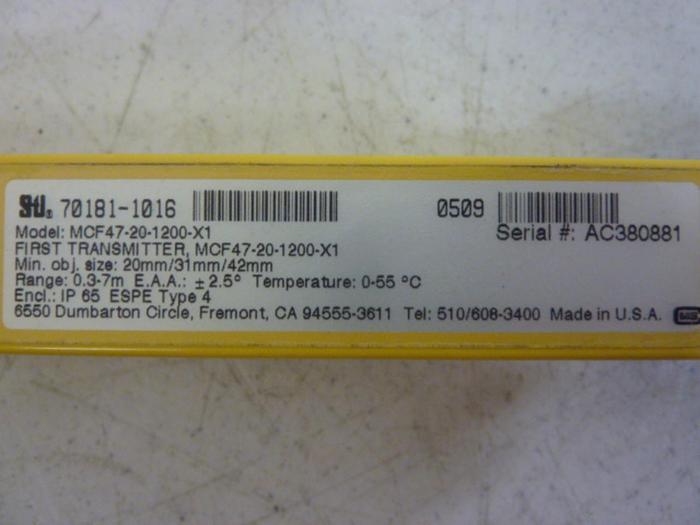 STI® 70181-1016 0509
Model: MCF47-20-1200-X1 Serial #: AC380881
FIRST TRANSMITTER, MCF47-20-1200-X1
Min. obj. size: 20mm/31mm/42mm
Range: 0.3-7m E.A.A.: ± 2.5° Temperature: 0-55 °C
Encl.: IP 65 ESPE Type 4
6550 Dumbarton Circle, Fremont, CA 94555-3611 Tel: 510/608-3400 Made in U.S.A.